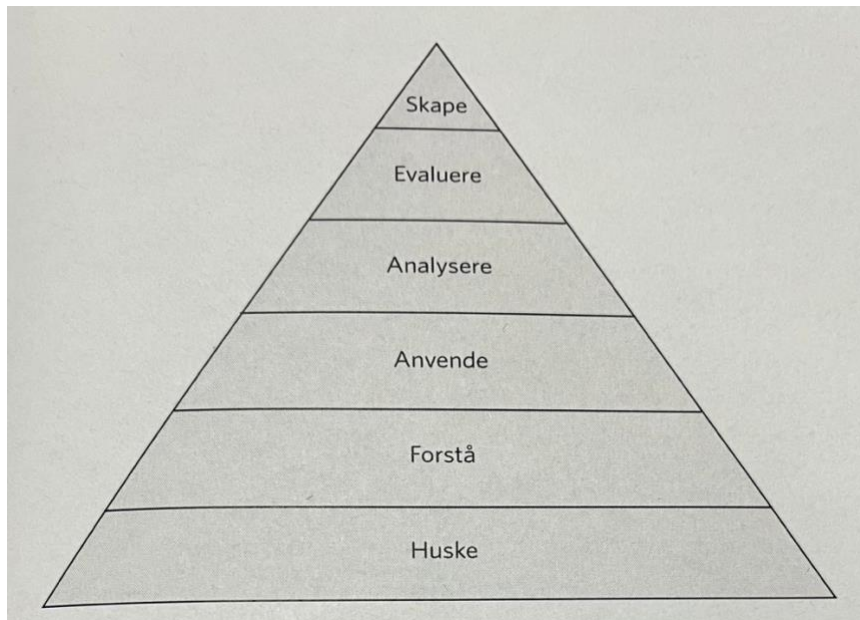 Skape
Evaluere
Analysere
Anvende
Forstå
Huske